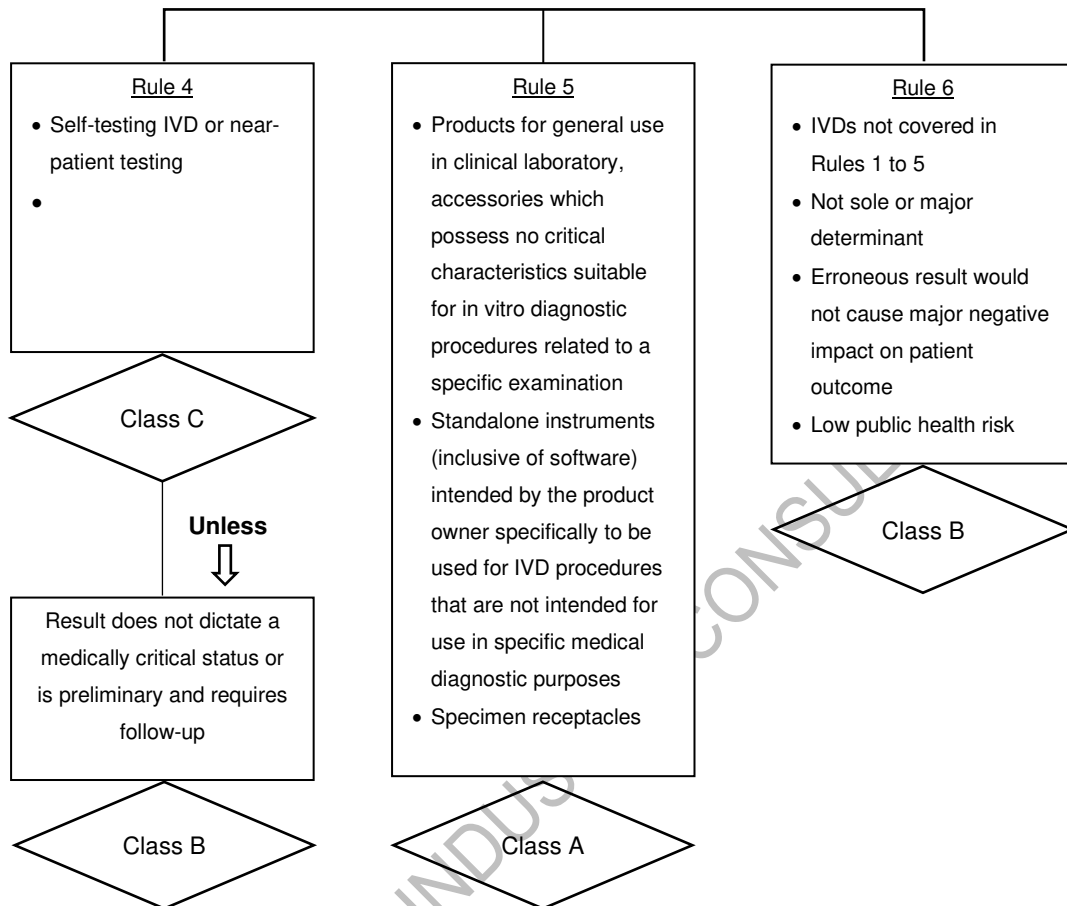 Rule 4
• Self-testing IVD or near-
patient testing
•
Class C
Unless
Result does not dictate a
medically critical status or
is preliminary and requires
follow-up
Class B
Rule 5
• Products for general use
in clinical laboratory,
accessories which
possess no critical
characteristics suitable
for in vitro diagnostic
procedures related to a
specific examination
• Standalone instruments
(inclusive of software)
intended by the product
owner specifically to be
used for IVD procedures
that are not intended for
use in specific medical
diagnostic purposes
• Specimen receptacles
Class A
Rule 6
• IVDs not covered in
Rules 1 to 5
• Not sole or major
determinant
• Erroneous result would
not cause major negative
impact on patient
outcome
• Low public health risk
Class B